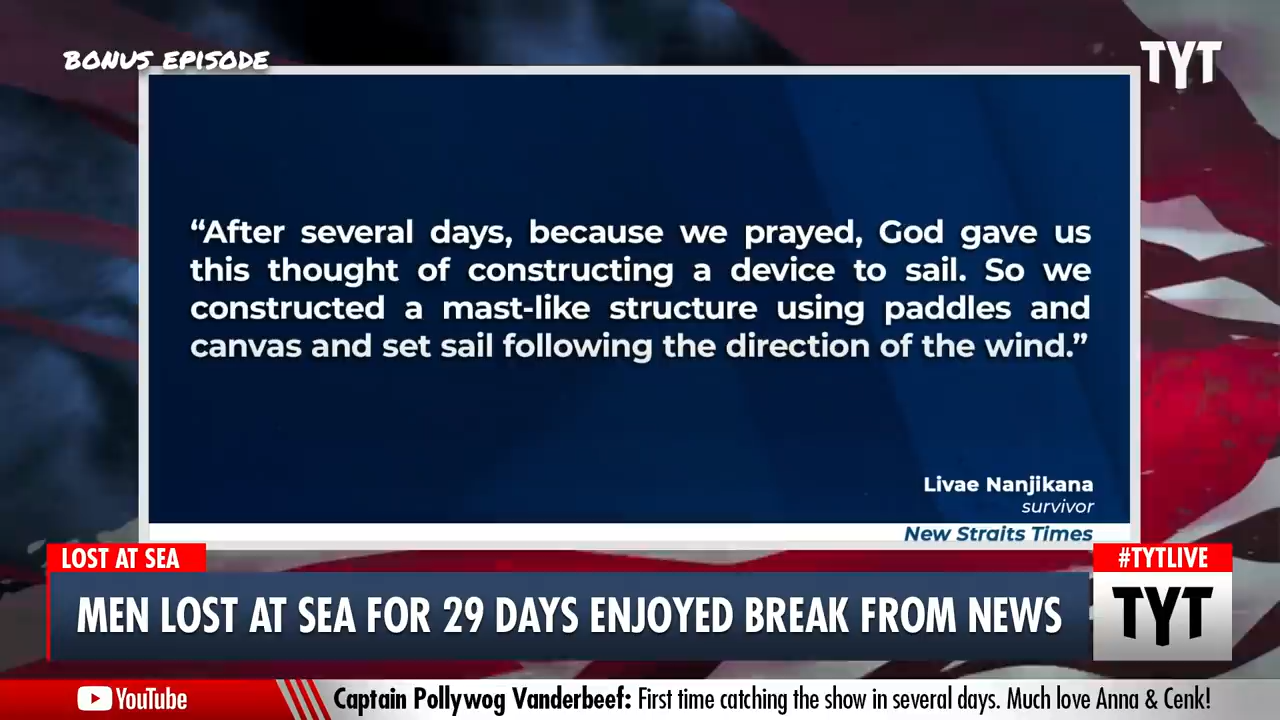 BONUS EPISODE
TYT
“After several days, because we prayed, God gave us
this thought of constructing a device to sail. So we
constructed a mast-like structure using paddles and
canvas and set sail following the direction of the wind.”
Livae Nanjikana
survivor
New Straits Times
LOST AT SEA
#TYTLIVE
MEN LOST AT SEA FOR 29 DAYS ENJOYED BREAK FROM NEWS
TYT
YouTube
Captain Pollywog Vanderbeef: First time catching the show in several days. Much love Anna & Cenk!